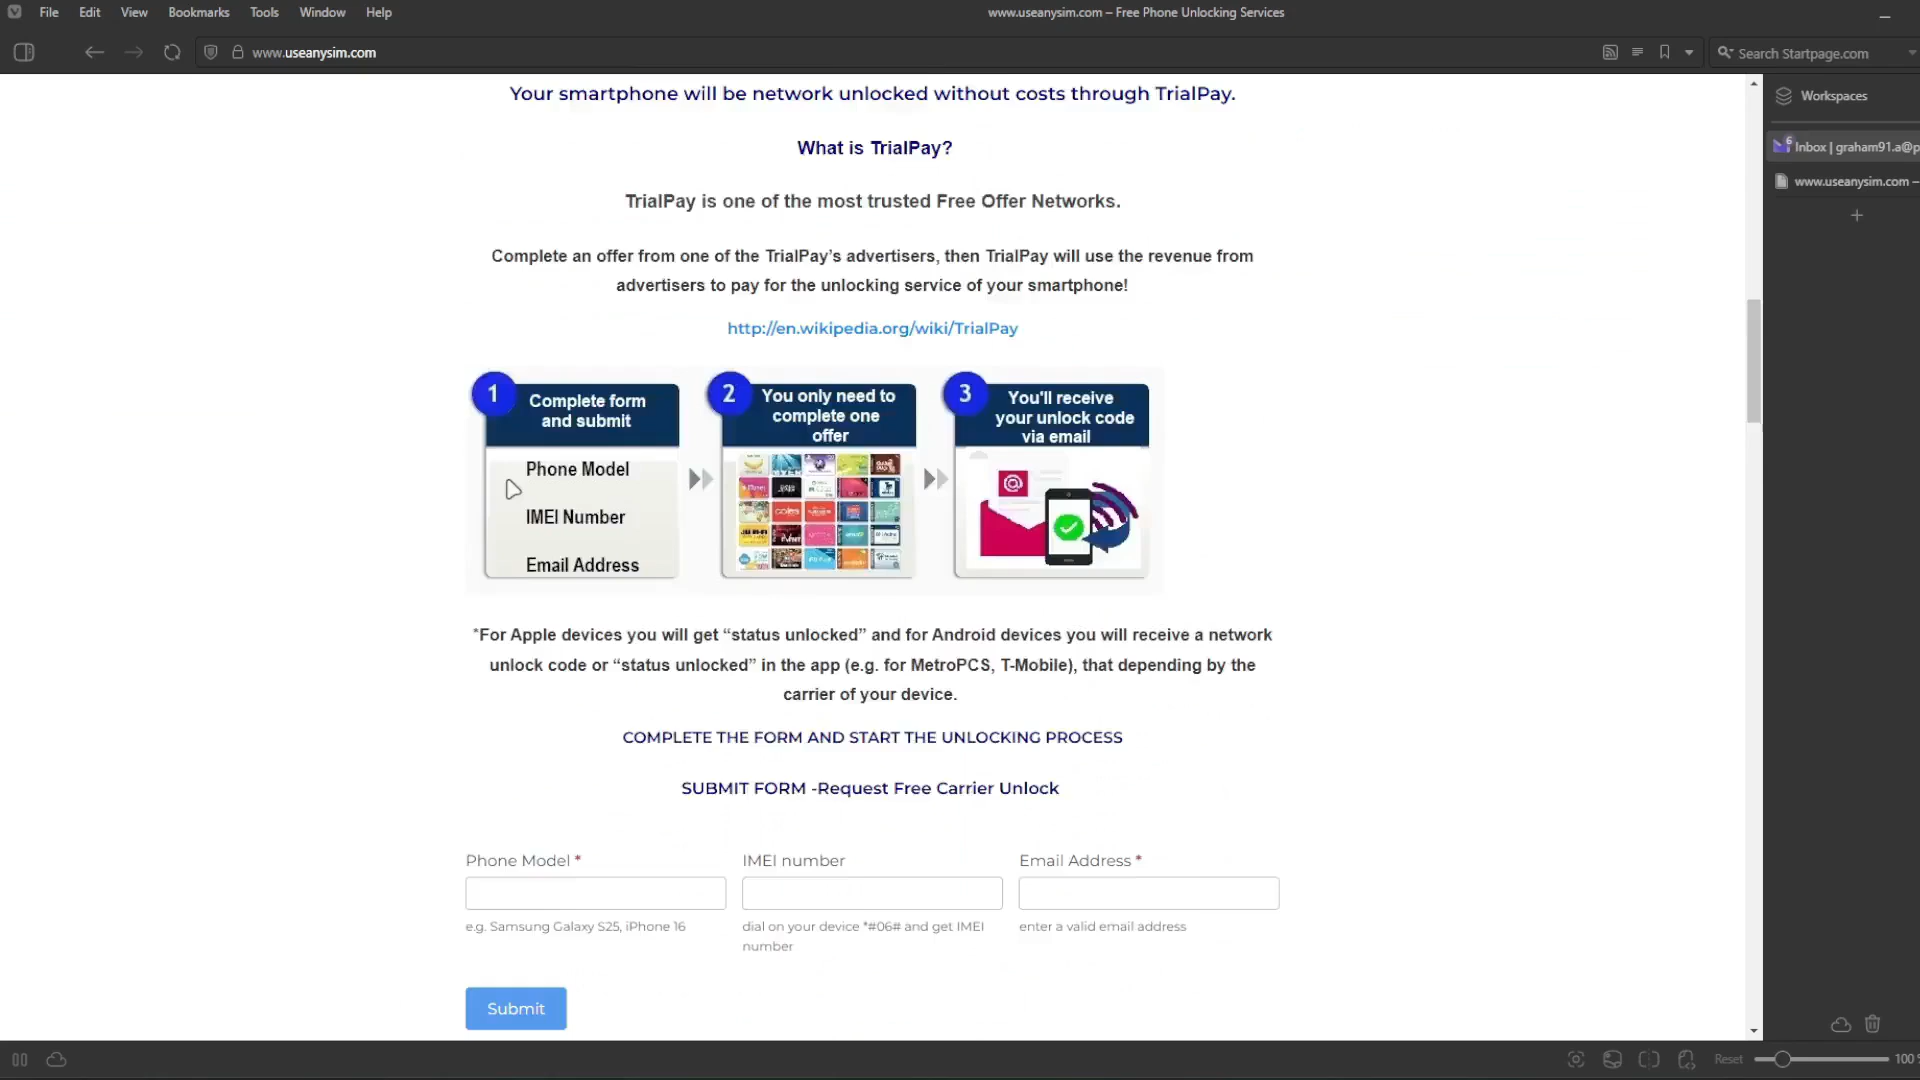 File Edit View Bookmarks Tools Window Help
www.useanysim.com – Free Phone Unlocking Services
www.useanysim.com
Search Startpage.com
Workspaces
6
Inbox | graham91.a@p
www.useanysim.com –
Your smartphone will be network unlocked without costs through TrialPay.
What is TrialPay?
TrialPay is one of the most trusted Free Offer Networks.
Complete an offer from one of the TrialPay’s advertisers, then TrialPay will use the revenue from
advertisers to pay for the unlocking service of your smartphone!
http://en.wikipedia.org/wiki/TrialPay
1
Complete form
and submit
Phone Model
IMEI Number
Email Address
2
You only need to
complete one
offer
3
You'll receive
your unlock code
via email
@
*For Apple devices you will get “status unlocked” and for Android devices you will receive a network
unlock code or “status unlocked” in the app (e.g. for MetroPCS, T-Mobile), that depending by the
carrier of your device.
COMPLETE THE FORM AND START THE UNLOCKING PROCESS
SUBMIT FORM -Request Free Carrier Unlock
Phone Model * IMEI number Email Address *
e.g. Samsung Galaxy S25, iPhone 16
dial on your device *#06# and get IMEI
number
enter a valid email address
Submit
Reset
100 %